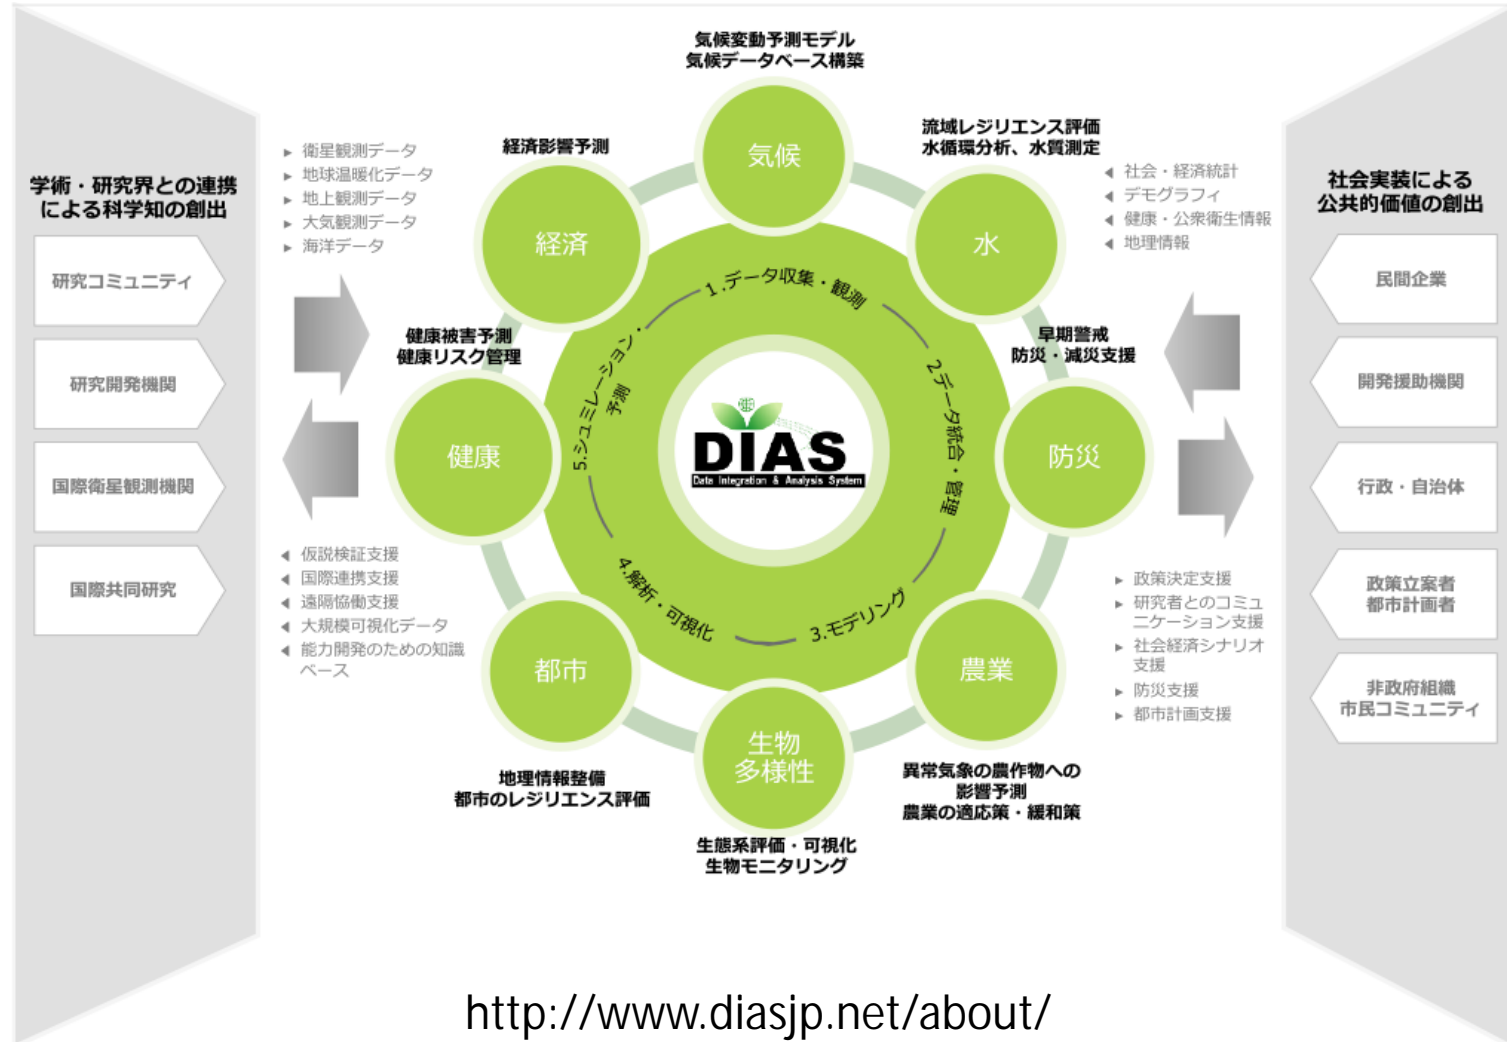 気候変動予測モデル
気候データベース構築
気候
流域レジリエンス評価
水循環分析、水質測定
水
早期警戒
防災・減災支援
防災
農業
異常気象の農作物への
影響予測
農業の適応策・緩和策
生物
多様性
生態系評価・可視化
生物モニタリング
都市
地理情報整備
都市のレジリエンス評価
健康被害予測
健康リスク管理
健康
経済影響予測
経済
1.データ収集・観測
2.データ統合・管理
3.モデリング
4.解析・可視化
5.シュミレーション・
予測
DIAS
Data Integration & Analysis System
学術・研究界との連携
による科学知の創出
研究コミュニティ
研究開発機関
国際衛星観測機関
国際共同研究
衛星観測データ
地球温暖化データ
地上観測データ
大気観測データ
海洋データ
仮説検証支援
国際連携支援
遠隔協働支援
大規模可視化データ
能力開発のための知識
ベース
社会・経済統計
デモグラフィ
健康・公衆衛生情報
地理情報
政策決定支援
研究者とのコミュ
ニケーション支援
社会経済シナリオ
支援
防災支援
都市計画支援
社会実装による
公共的価値の創出
民間企業
開発援助機関
行政・自治体
政策立案者
都市計画者
非政府組織
市民コミュニティ
http://www.diasjp.net/about/